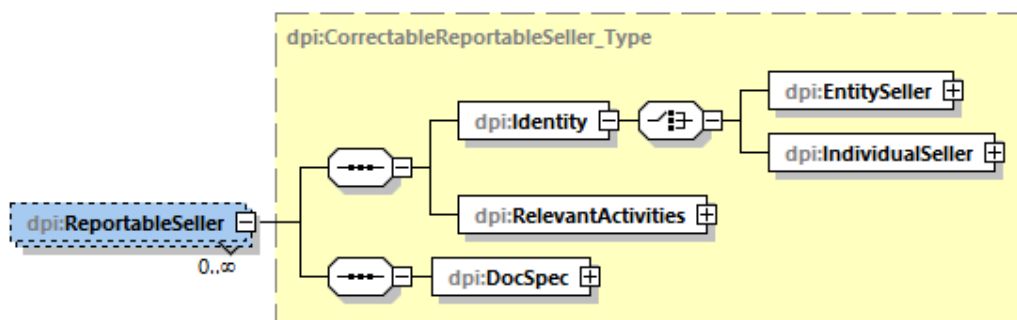 dpi:CorrectableReportableSeller_Type
dpi:EntitySeller
dpi:Identity
dpi:IndividualSeller
dpi:RelevantActivities
dpi:ReportableSeller
0..∞
dpi:DocSpec